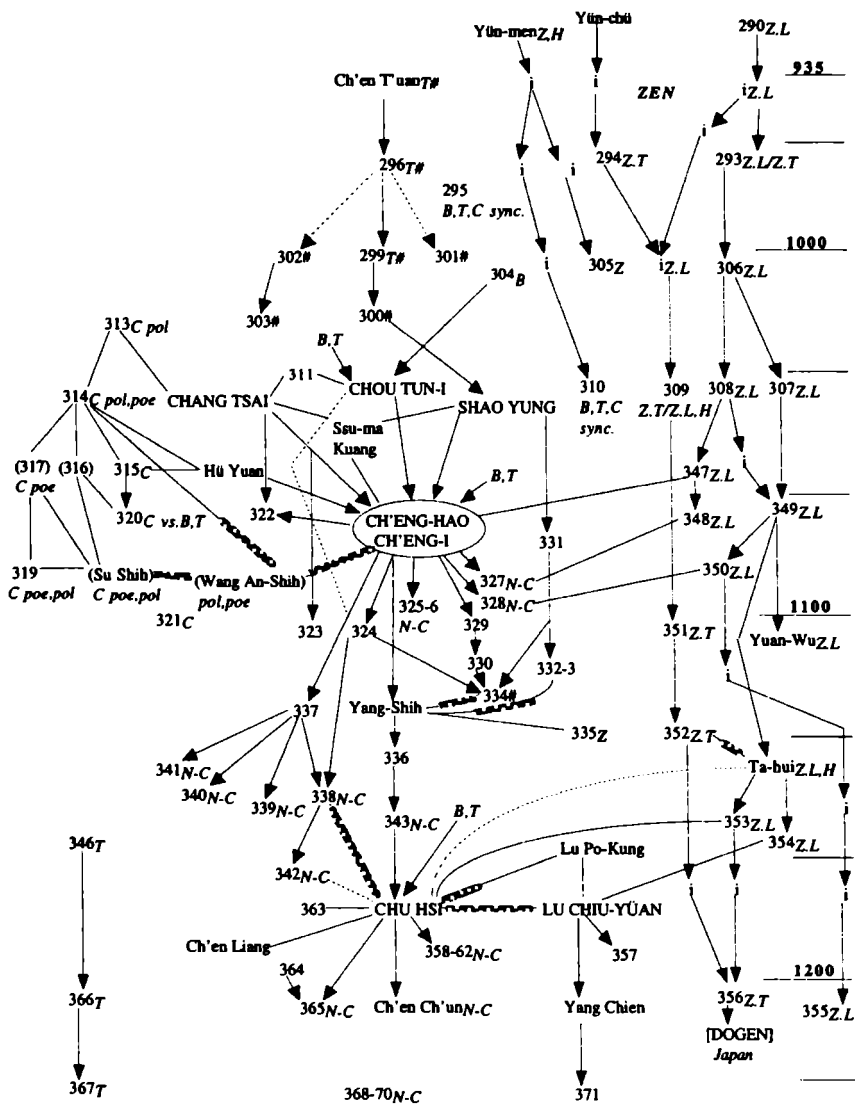 Yün-men Z,H
Yün-chü
290 Z.L
935
Ch'en T'uan T#
i
i
ZEN
i Z.L
i
296 T#
i
i
294 Z.T
293 Z.L/Z.T
295
B,T,C sync.
1000
302#
299 T#
301#
i
305 Z
i Z.L
306 Z.L
304 B
303#
300#
313 C pol
B,T
311
CHOU TUN-I
310
B,T,C
sync.
309
Z.T/Z.L, H
308 Z.L
307 Z.L
314 C pol,poe
CHANG TSAI
SHAO YUNG
Ssu-ma
Kuang
(317)
C poe
(316)
315 C
Hü Yuan
i
347 Z.L
B,T
320 C vs.B,T
322
CH'ENG-HAO
CH'ENG-I
348 Z.L
349 Z.L
331
319
C poe,pol
(Su Shih)
C poe,pol
(Wang An-Shih)
pol,poe
327 N-C
350 Z.L
325-6
N-C
328 N-C
1100
321 C
323
324
329
351 Z.T
Yuan-Wu Z.L
330
332-3
334#
i
337
Yang-Shih
335 Z
352 Z.T
336
341 N-C
Ta-hui Z.L, H
340 N-C
339 N-C
338 N-C
i
343 N-C
B,T
353 Z.L
346 T
Lu Po-Kung
354 Z.L
342 N-C
i
i
i
363
CHU HSI
LU CHIU-YÜAN
Ch'en Liang
358-62 N-C
357
364
1200
366 T
365 N-C
Ch'en Ch'un N-C
Yang Chien
356 Z.T
355 Z.L
[DOGEN]
Japan
367 T
368-70 N-C
371